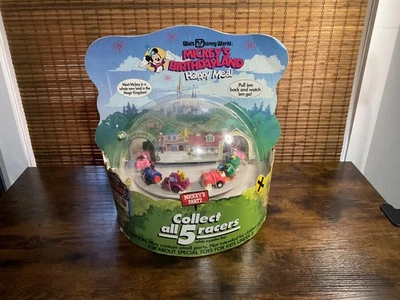 Walt Disney World
MICKEY'S
BIRTHDAYLAND
Happy Meal
Meet Mickey in a
whole new land in the
Magic Kingdom!
Pull 'em
back and watch
'em go!
MICKEY'S
PARTY
Collect
all 5 racers